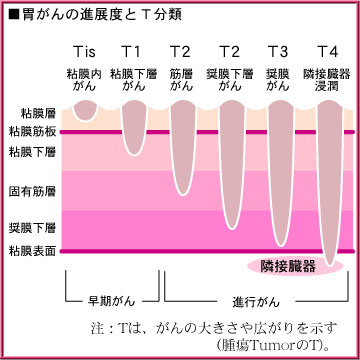 ■胃がんの進展度とT分類
Tis T1 T2 T2 T3 T4
粘膜内がん 粘膜下層がん 筋層がん 奨膜下層がん 奨膜がん 隣接臓器浸潤
粘膜層
粘膜筋板
粘膜下層
固有筋層
奨膜下層
粘膜表面
隣接臓器
早期がん 進行がん
注：Tは、がんの大きさや広がりを示す
(腫瘍TumorのT)。